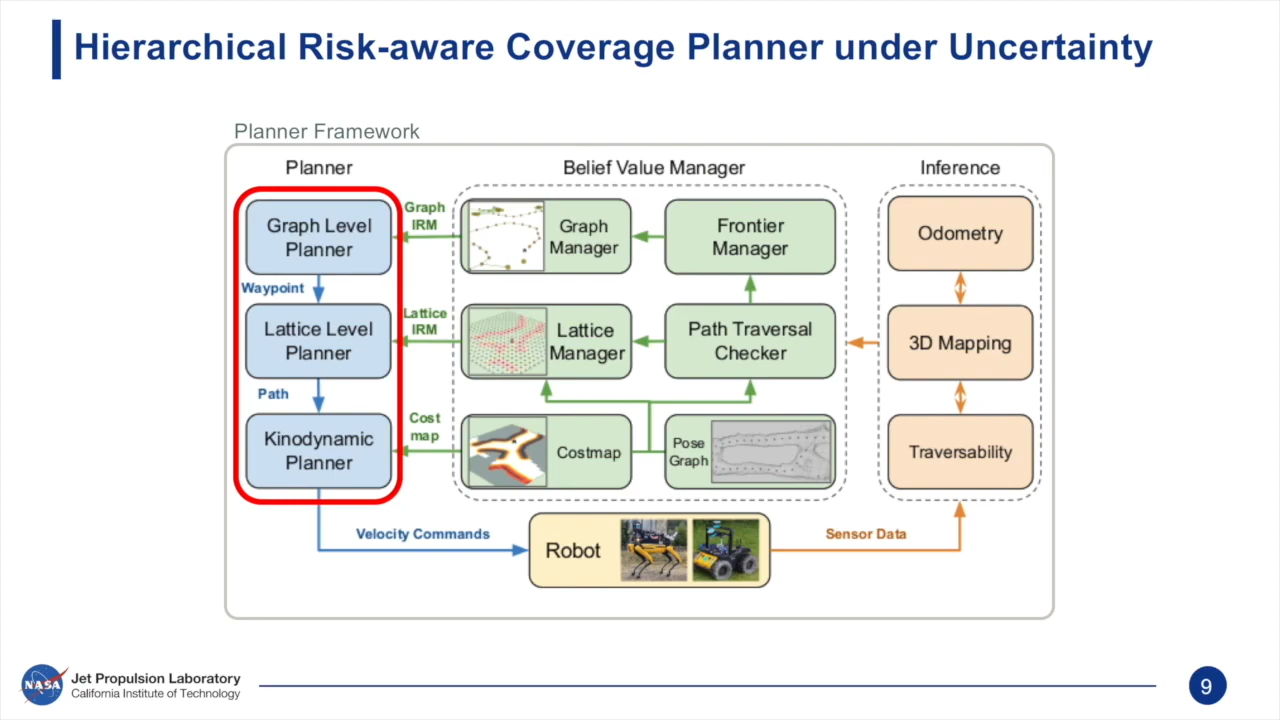 Hierarchical Risk-aware Coverage Planner under Uncertainty
Planner Framework
Planner
Belief Value Manager
Inference
Graph Level
Planner
Waypoint
Lattice Level
Planner
Path
Kinodynamic
Planner
Graph
IRM
Lattice
IRM
Cost
map
Graph
Manager
Frontier
Manager
Lattice
Manager
Path Traversal
Checker
Costmap
Pose
Graph
Odometry
3D Mapping
Traversability
Velocity Commands
Robot
Sensor Data
NASA
Jet Propulsion Laboratory
California Institute of Technology
9